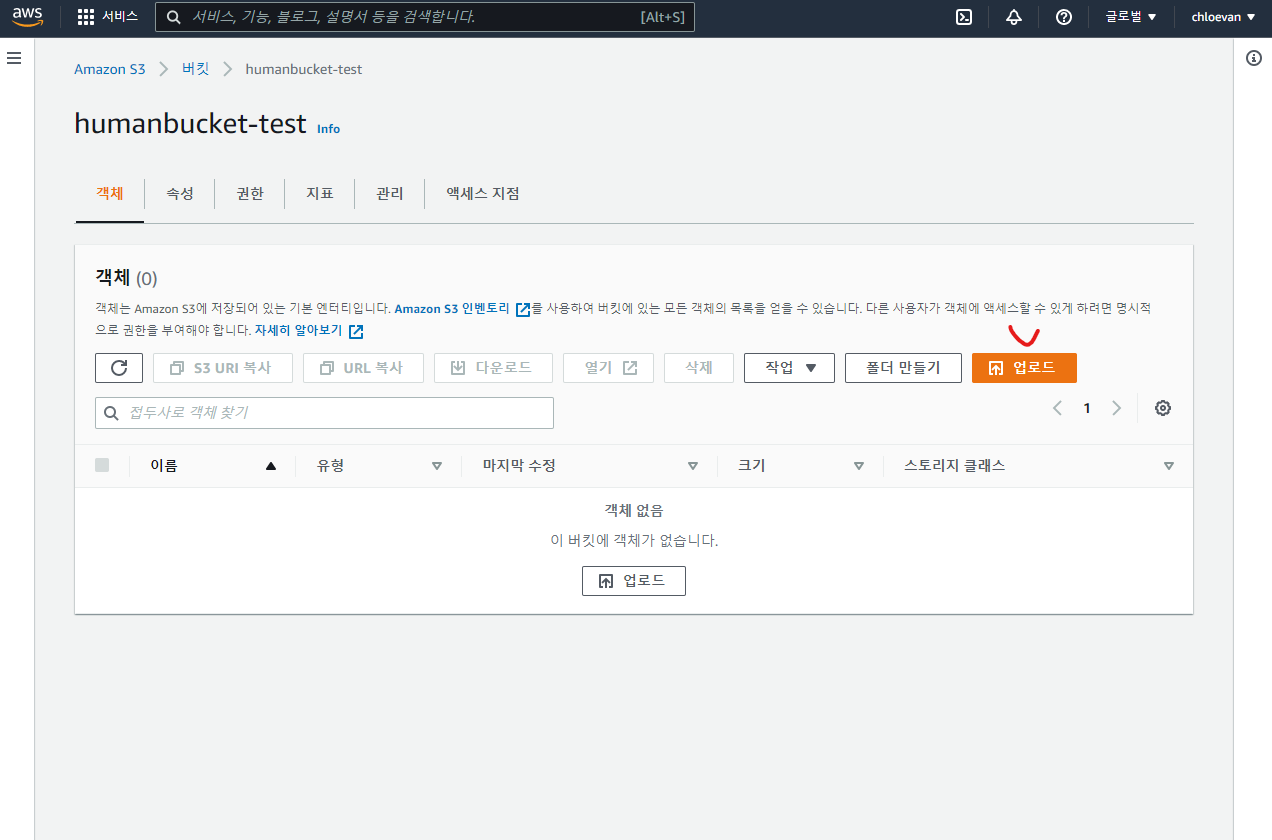 aws 서비스 서비스, 기능, 블로그, 설명서 등을 검색합니다. [Alt+S] 글로벌 chloevan
Amazon S3 버킷 humanbucket-test
humanbucket-test Info
객체 속성 권한 지표 관리 액세스 지점
객체 (0)
객체는 Amazon S3에 저장되어 있는 기본 엔터티입니다. Amazon S3 인벤토리 를 사용하여 버킷에 있는 모든 객체의 목록을 얻을 수 있습니다. 다른 사용자가 객체에 액세스할 수 있게 하려면 명시적
으로 권한을 부여해야 합니다. 자세히 알아보기
S3 URI 복사 URL 복사 다운로드 열기 삭제 작업 폴더 만들기 업로드
접두사로 객체 찾기 1
이름 유형 마지막 수정 크기 스토리지 클래스
객체 없음
이 버킷에 객체가 없습니다.
업로드